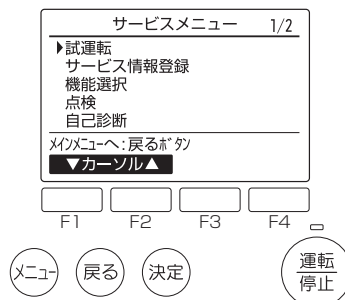 サービスメニュー 1/2
▶試運転
サービス情報登録
機能選択
点検
自己診断
メインメニューへ:戻るボタン
▼カーソル▲
F1 F2 F3 F4
メニュー 戻る 決定 運転
停止